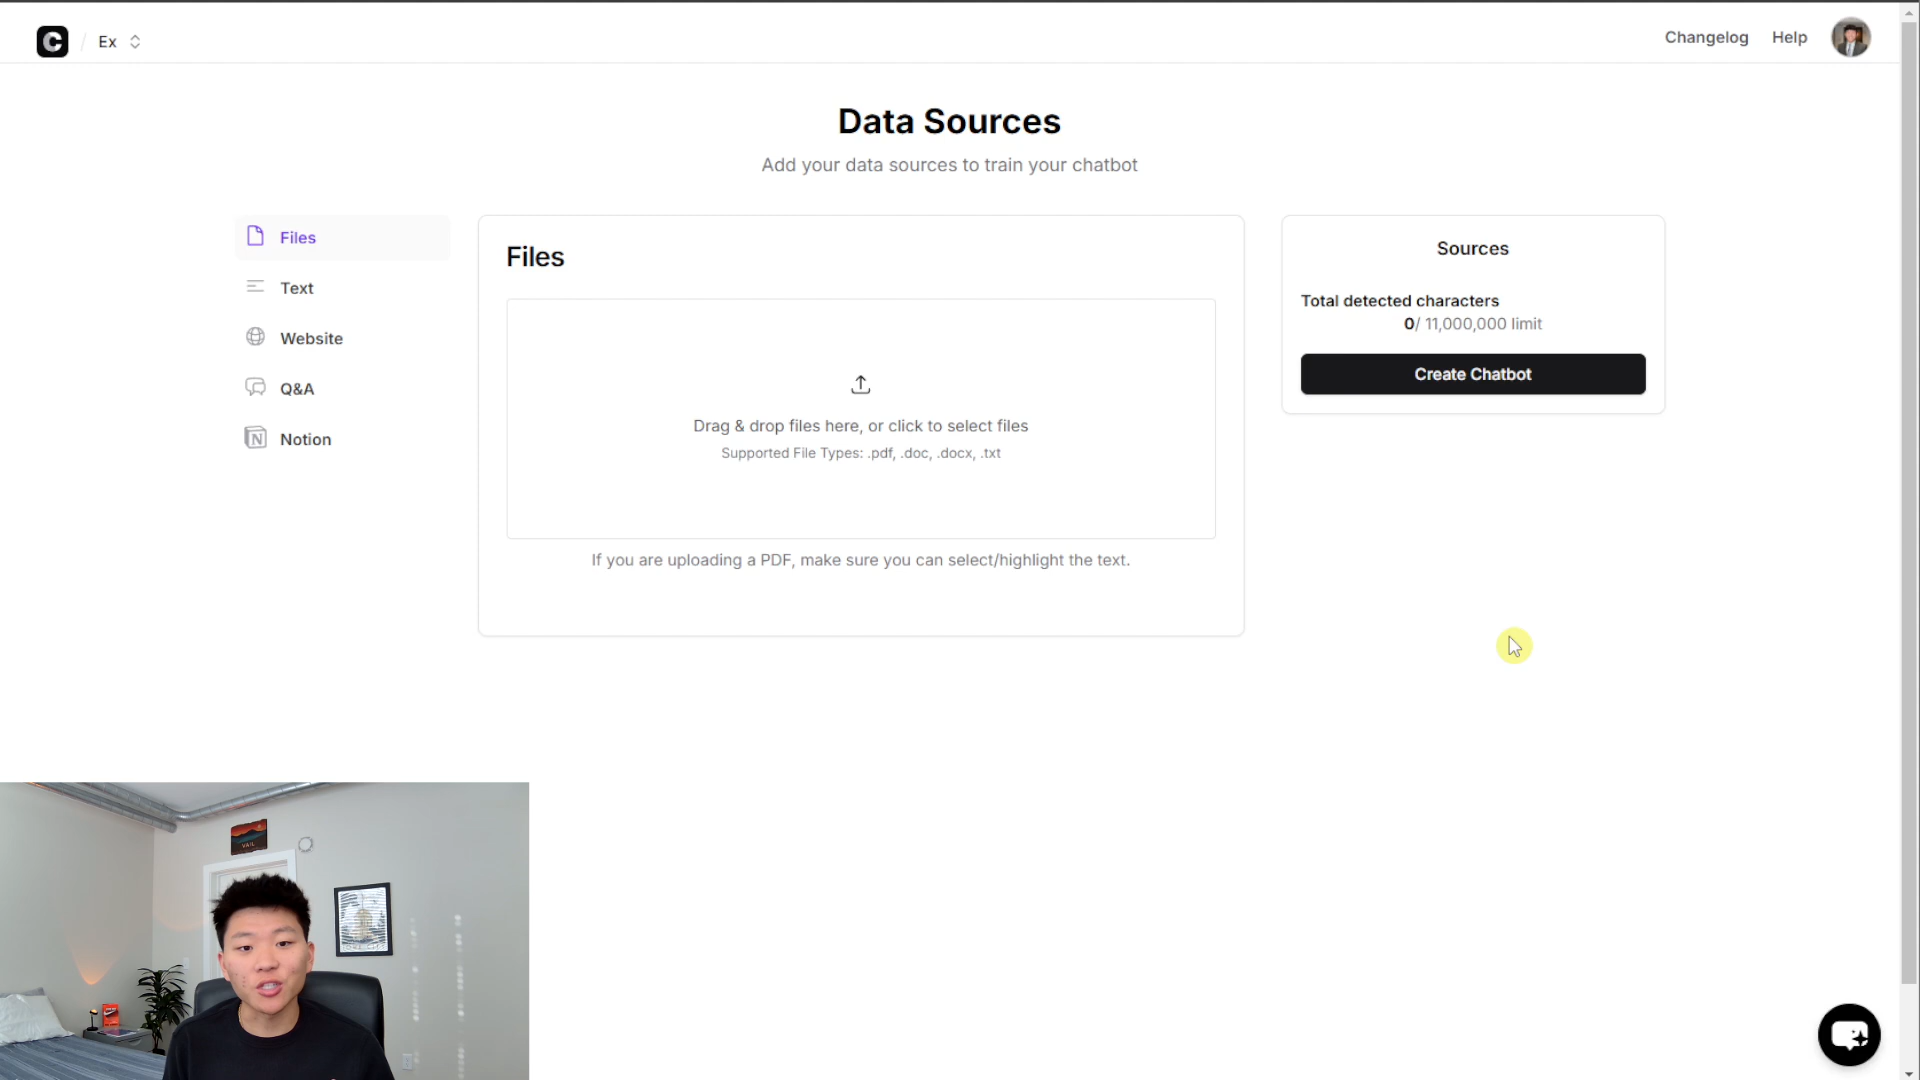 C / Ex
Changelog
Help
Data Sources
Add your data sources to train your chatbot
Files
Text
Website
Q&A
Notion
Files
Drag & drop files here, or click to select files
Supported File Types: .pdf, .doc, .docx, .txt
If you are uploading a PDF, make sure you can select/highlight the text.
Sources
Total detected characters
0/ 11,000,000 limit
Create Chatbot
VAIL